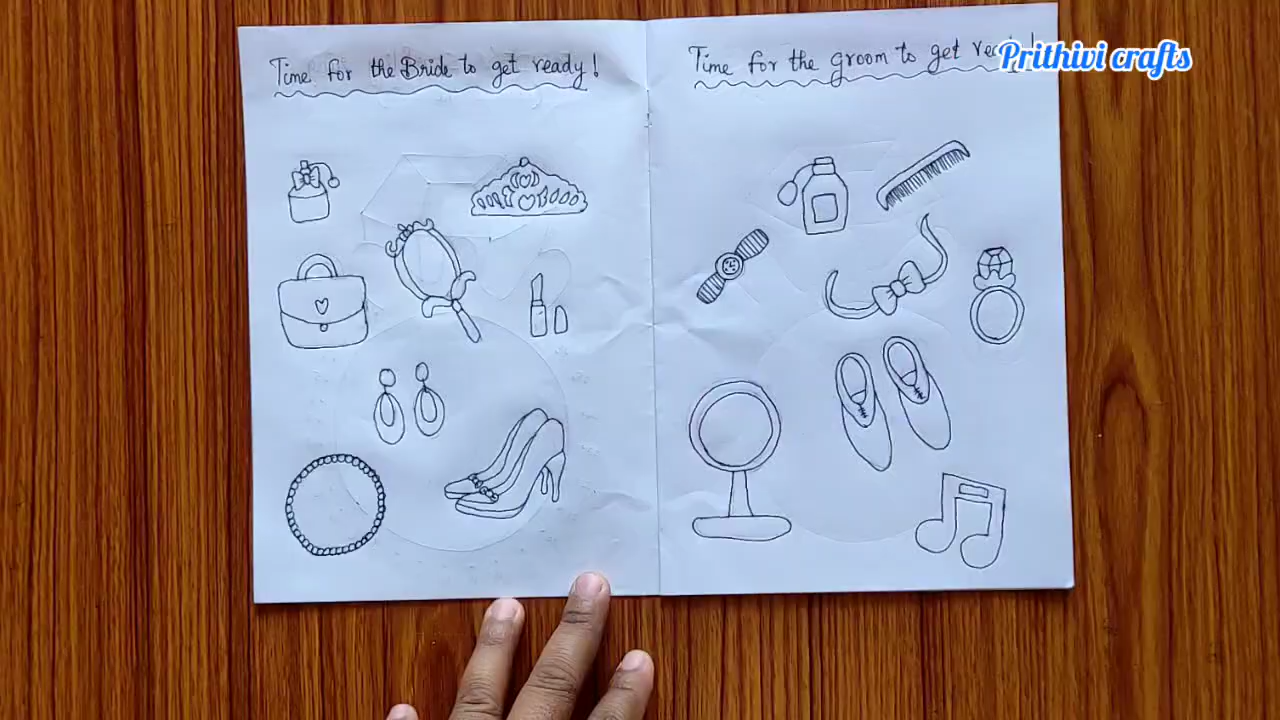 Time for the Bride to get ready!
Time for the groom to get
Prithivi crafts